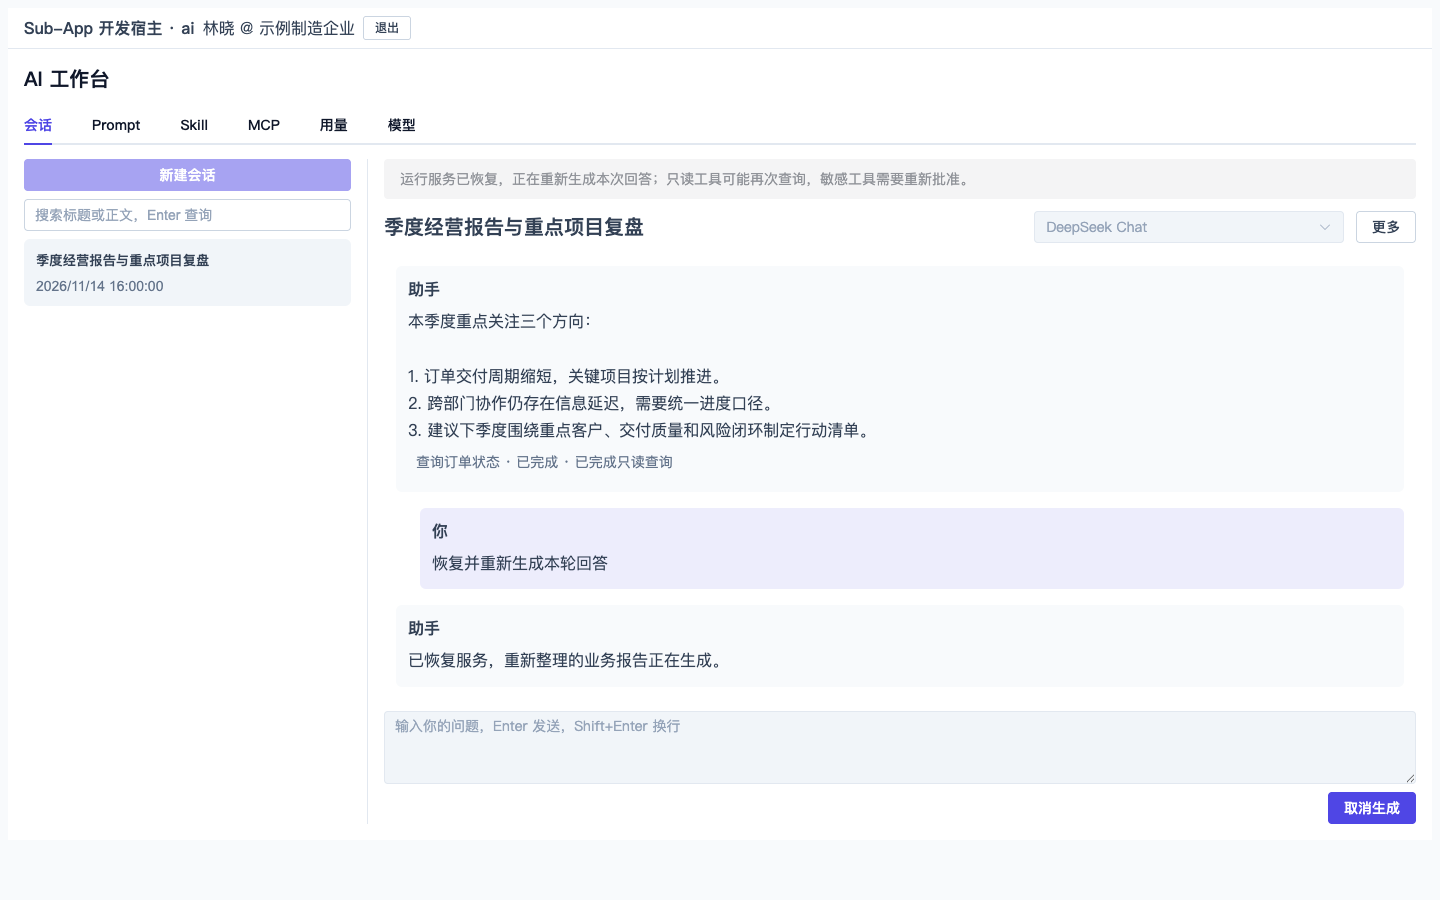 Sub-App 开发宿主 · ai 林晓 @ 示例制造企业 退出
AI 工作台
会话 Prompt Skill MCP 用量 模型
新建会话
搜索标题或正文，Enter 查询
季度经营报告与重点项目复盘
2026/11/14 16:00:00
运行服务已恢复，正在重新生成本次回答；只读工具可能再次查询，敏感工具需要重新批准。
季度经营报告与重点项目复盘
DeepSeek Chat
更多
助手
本季度重点关注三个方向：
1. 订单交付周期缩短，关键项目按计划推进。
2. 跨部门协作仍存在信息延迟，需要统一进度口径。
3. 建议下季度围绕重点客户、交付质量和风险闭环制定行动清单。
查询订单状态 · 已完成 · 已完成只读查询
你
恢复并重新生成本轮回答
助手
已恢复服务，重新整理的业务报告正在生成。
输入你的问题，Enter 发送，Shift+Enter 换行
取消生成